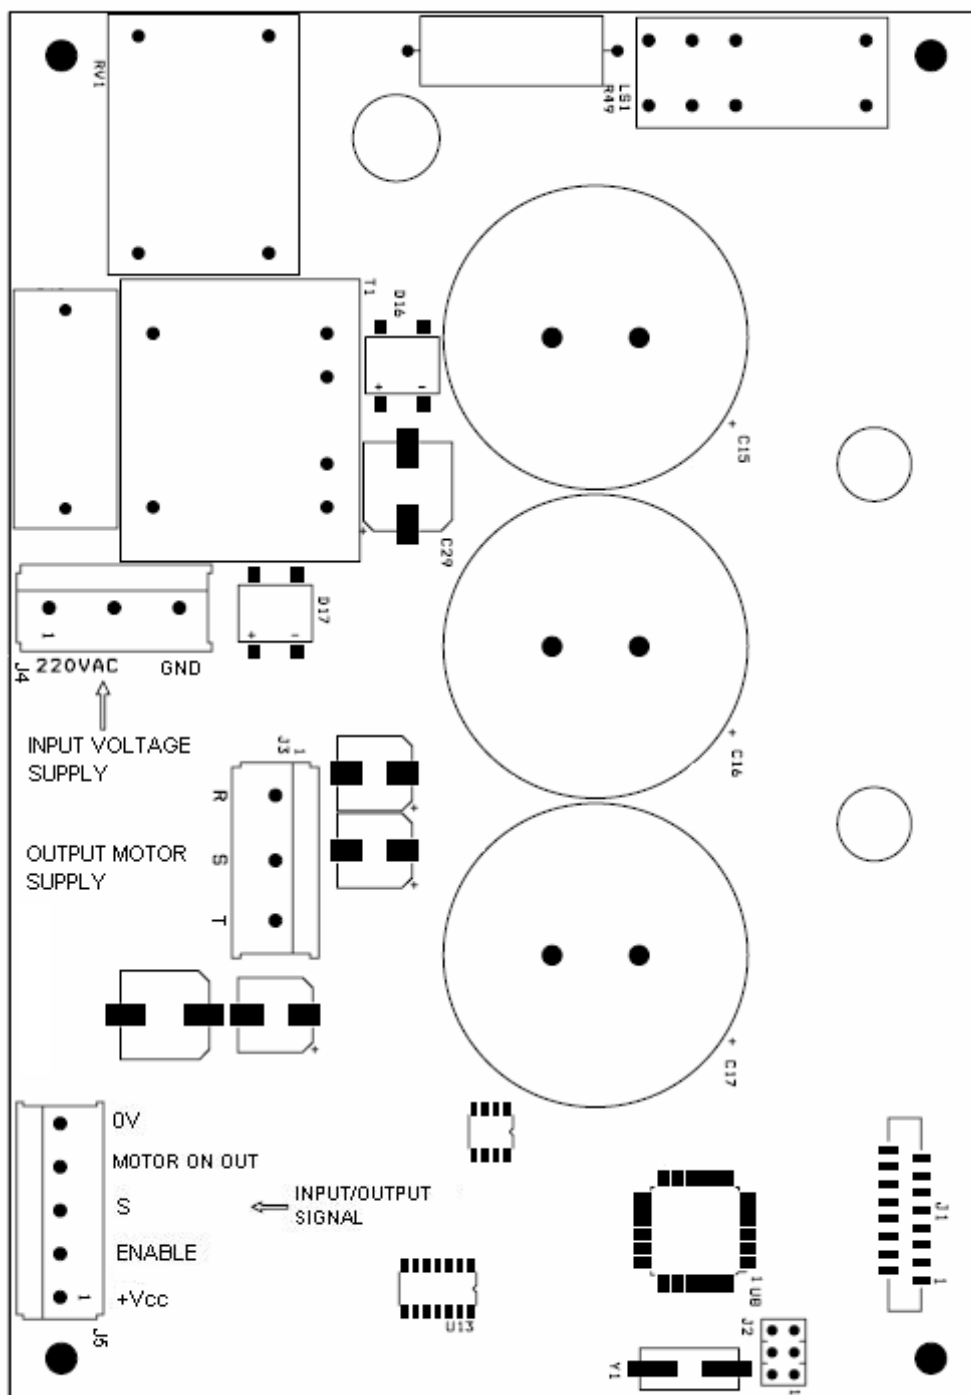 RV1
R49
LS1
T1
D16
+ -
+ C15
+ C29
D17
+ -
1
J4
220VAC GND
INPUT VOLTAGE
SUPPLY
J3 1
R
S
T
+
+
+ C16
OUTPUT MOTOR
SUPPLY
+
+ C17
0V
MOTOR ON OUT
S
ENABLE
+Vcc
1
J5
INPUT/OUTPUT
SIGNAL
J1
1
1 U8
U13
J2
1
Y1